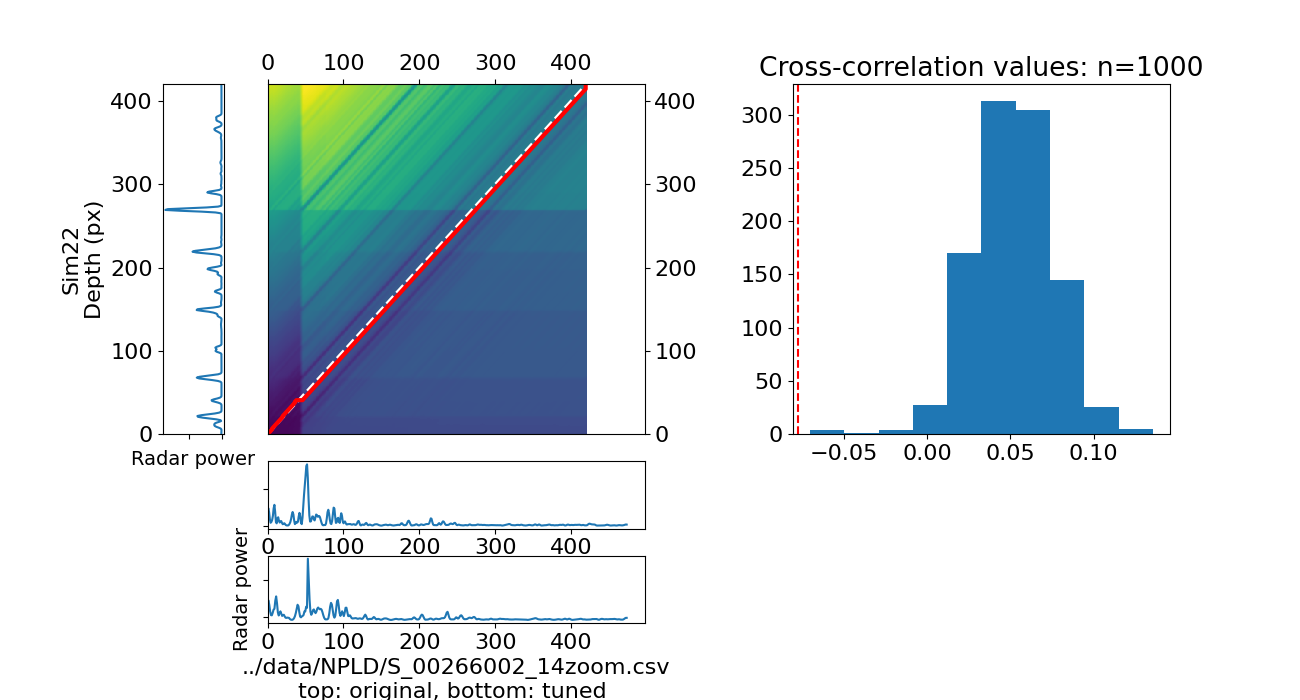 0 100 200 300 400
Cross-correlation values: n=1000
400
300
200
100
0
Sim22
Depth (px)
Radar power
400
300
200
100
0
300
250
200
150
100
50
0
−0.05 0.00 0.05 0.10
0 100 200 300 400
Radar power
0 100 200 300 400
../data/NPLD/S_00266002_14zoom.csv
top: original, bottom: tuned